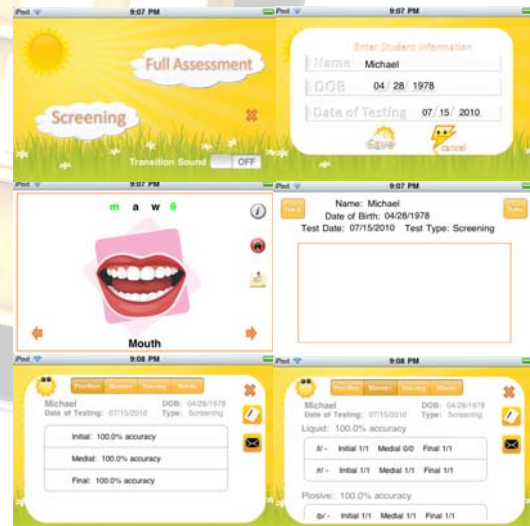 iPod 9:07 PM
Full Assessment
Screening
Transition Sound OFF
iPod 9:07 PM
Enter Student Information
Name Michael
DOB 04/ 28/ 1978
Date of Testing 07/ 15/ 2010
Save cancel
iPod 9:07 PM
m a w θ
Mouth
iPod 9:07 PM
Name: Michael
Date of Birth: 04/28/1978
Test Date: 07/15/2010 Test Type: Screening
iPod 9:08 PM
Position Manner Voicing Words
Michael DOB: 04/28/1978
Date of Testing: 07/15/2010 Type: Screening
Initial: 100.0% accuracy
Medial: 100.0% accuracy
Final: 100.0% accuracy
iPod 9:08 PM
Position Manner Voicing Words
Michael DOB: 04/28/1978
Date of Testing: 07/15/2010 Type: Screening
Liquid: 100.0% accuracy
/l/ - Initial 1/1 Medial 0/0 Final 1/1
/r/ - Initial 1/1 Medial 1/1 Final 1/1
Plosive: 100.0% accuracy
/p/ - Initial 1/1 Medial 1/1 Final 1/1